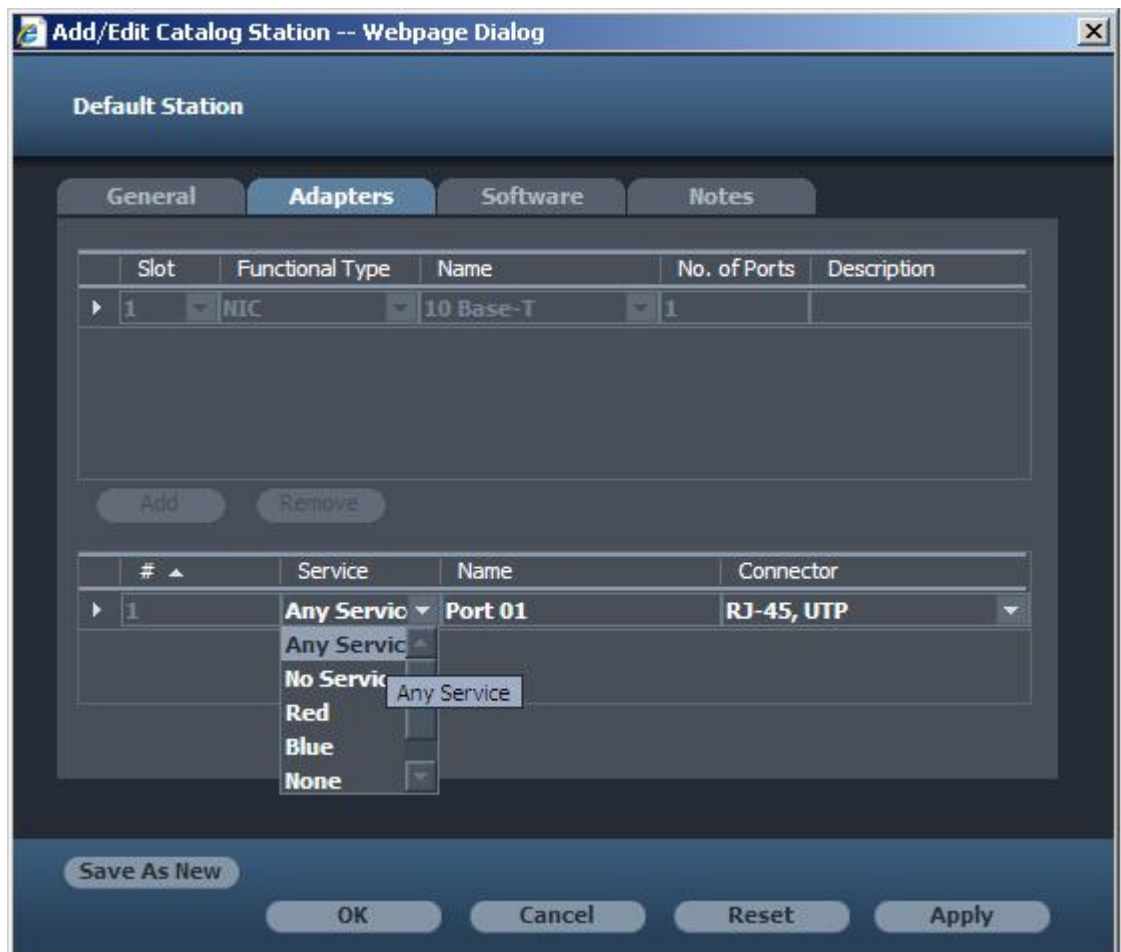 Add/Edit Catalog Station -- Webpage Dialog
Default Station
General Adapters Software Notes
Slot Functional Type Name No. of Ports Description
1 NIC 10 Base-T 1
Add Remove
# Service Name Connector
1 Any Servic Port 01 RJ-45, UTP
Any Servic
No Servic
Any Service
Red
Blue
None
Save As New
OK Cancel Reset Apply